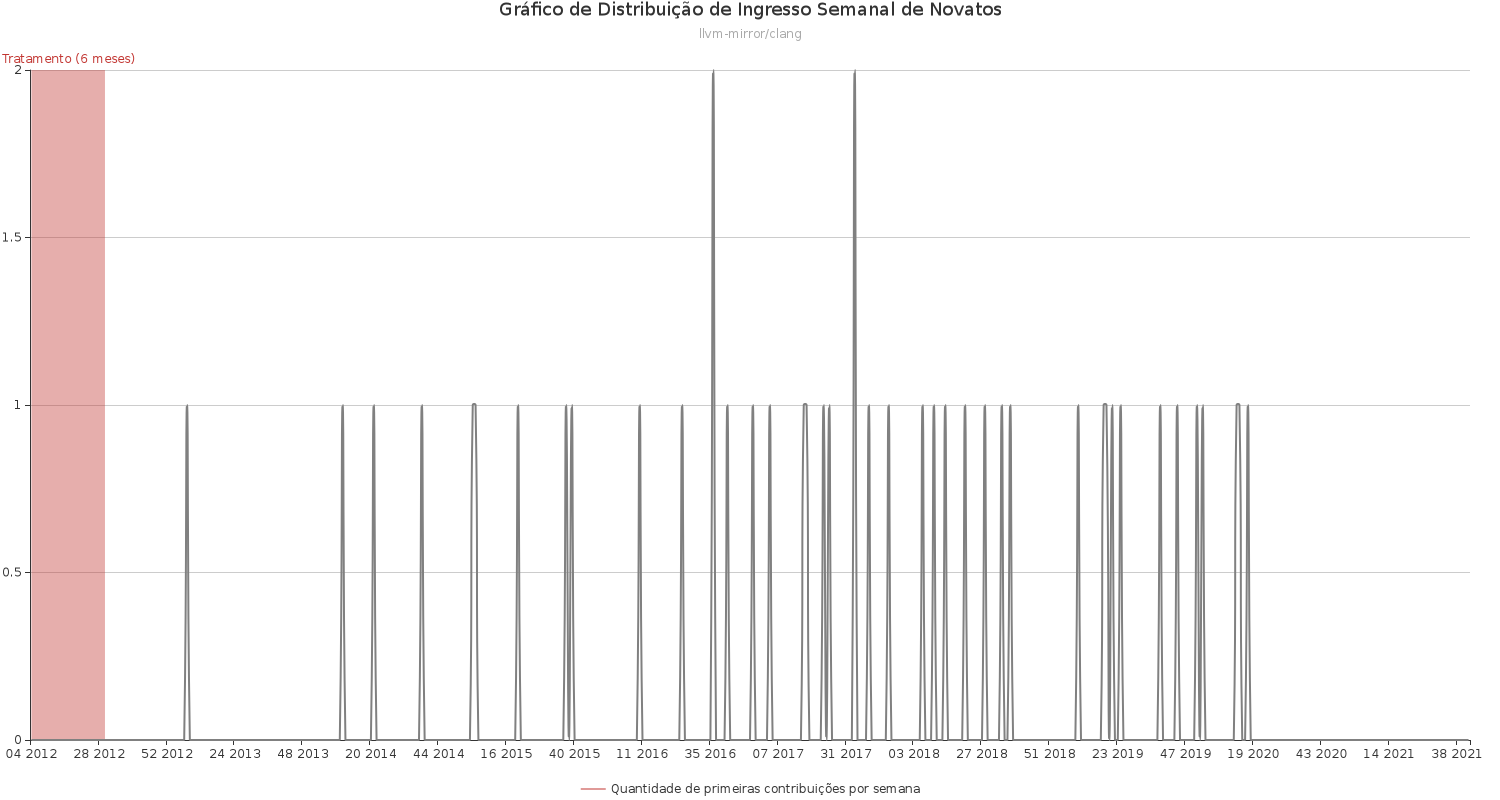 Gráfico de Distribuição de Ingresso Semanal de Novatos
llvm-mirror/clang
Tratamento (6 meses)
2
1.5
1
0.5
0
04 2012 28 2012 52 2012 24 2013 48 2013 20 2014 44 2014 16 2015 40 2015 11 2016 35 2016 07 2017 31 2017 03 2018 27 2018 51 2018 23 2019 47 2019 19 2020 43 2020 14 2021 38 2021
Quantidade de primeiras contribuições por semana